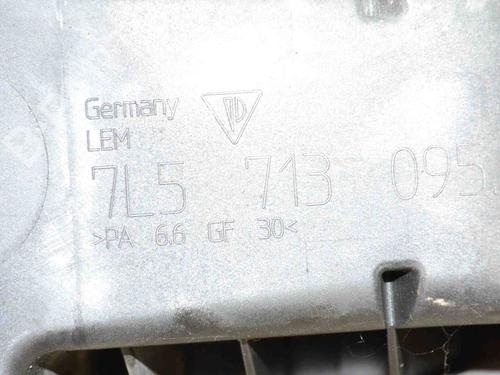 Germany
LEM
7L5 713 095
>PA 6.6 GF 30<